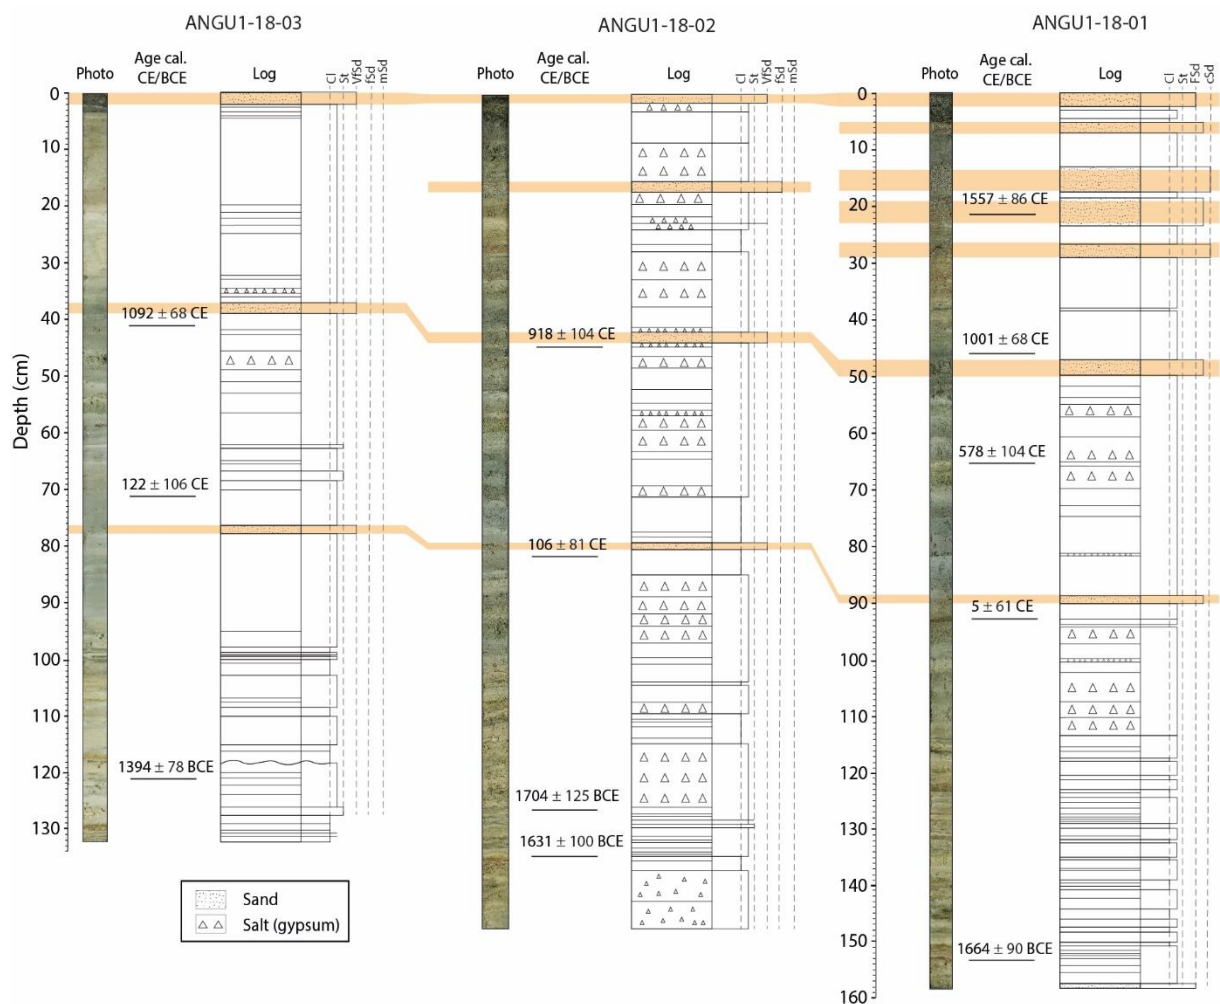 ANGU1-18-03
ANGU1-18-02
ANGU1-18-01
Photo
Age cal.
CE/BCE
Log
Cl
St
VfSd
fSd
mSd
Photo
Age cal.
CE/BCE
Log
Cl
St
VfSd
fSd
mSd
Photo
Age cal.
CE/BCE
Log
Cl
St
FSd
cSd
Depth (cm)
0
10
20
30
40
50
60
70
80
90
100
110
120
130
1092 ± 68 CE
122 ± 106 CE
1394 ± 78 BCE
918 ± 104 CE
106 ± 81 CE
1704 ± 125 BCE
1631 ± 100 BCE
0
10
20
30
40
50
60
70
80
90
100
110
120
130
140
150
160
1557 ± 86 CE
1001 ± 68 CE
578 ± 104 CE
5 ± 61 CE
1664 ± 90 BCE
Sand
Salt (gypsum)